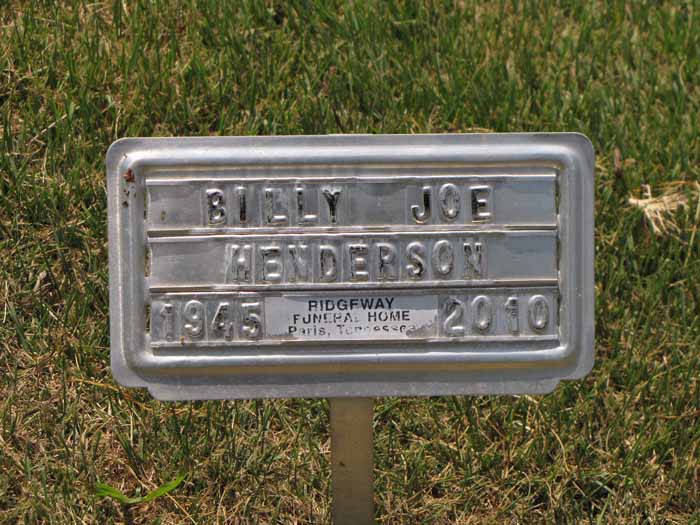 BILLY JOE
HENDERSON
1945 RIDGEWAY 2010
FUNERAL HOME
Paris, Tennessee